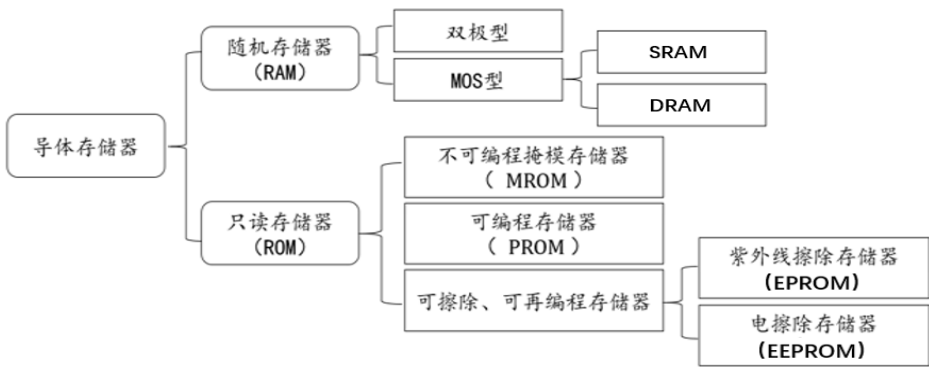 导体存储器
随机存储器
（RAM）
双极型
MOS型
SRAM
DRAM
只读存储器
（ROM）
不可编程掩模存储器
（ MROM ）
可编程存储器
（ PROM ）
可擦除、可再编程存储器
紫外线擦除存储器
（EPROM）
电擦除存储器
（EEPROM）